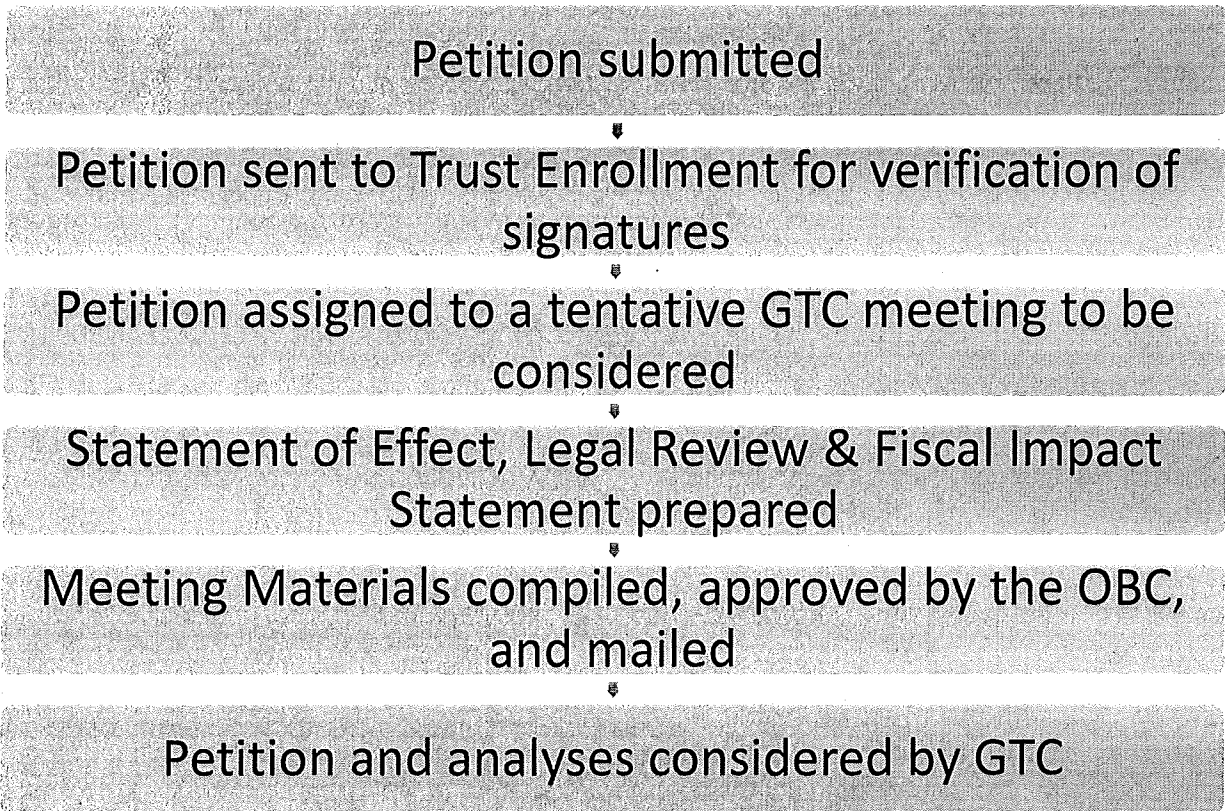 Petition submitted
Petition sent to Trust Enrollment for verification of
signatures
Petition assigned to a tentative GTC meeting to be
considered
Statement of Effect, Legal Review & Fiscal Impact
Statement prepared
Meeting Materials compiled, approved by the OBC,
and mailed
Petition and analyses considered by GTC